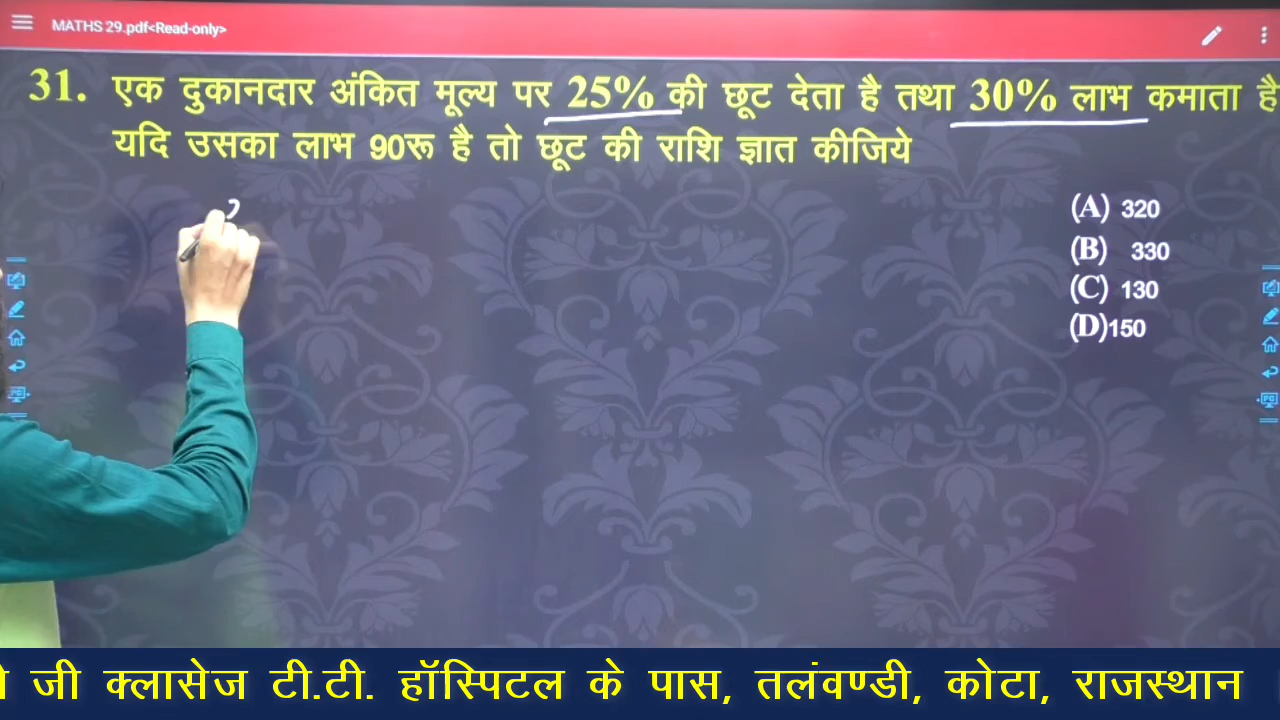 MATHS 29.pdf<Read-only>
31. एक दुकानदार अंकित मूल्य पर 25% की छूट देता है तथा 30% लाभ कमाता है
यदि उसका लाभ 90रू है तो छूट की राशि ज्ञात कीजिये
(A) 320
(B) 330
(C) 130
(D)150
जी क्लासेज टी.टी. हॉस्पिटल के पास, तलंवण्डी, कोटा, राजस्थान